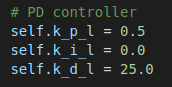 # PD controller
self.k_p_l = 0.5
self.k_i_l = 0.0
self.k_d_l = 25.0